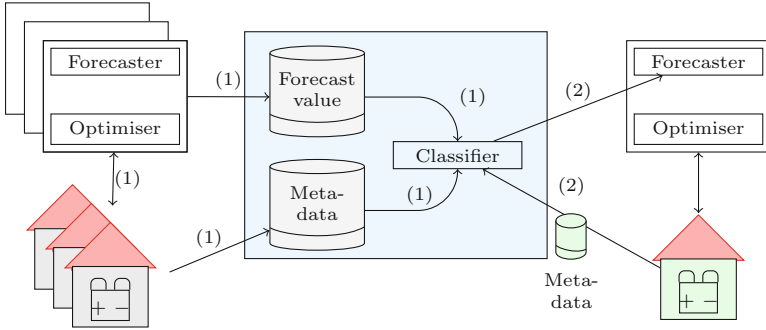 Forecaster
Optimiser
(1)
(1)
(1)
Forecast
value
Meta-
data
(1)
(1)
Classifier
(2)
(2)
Meta-
data
Forecaster
Optimiser
+ −
+ −